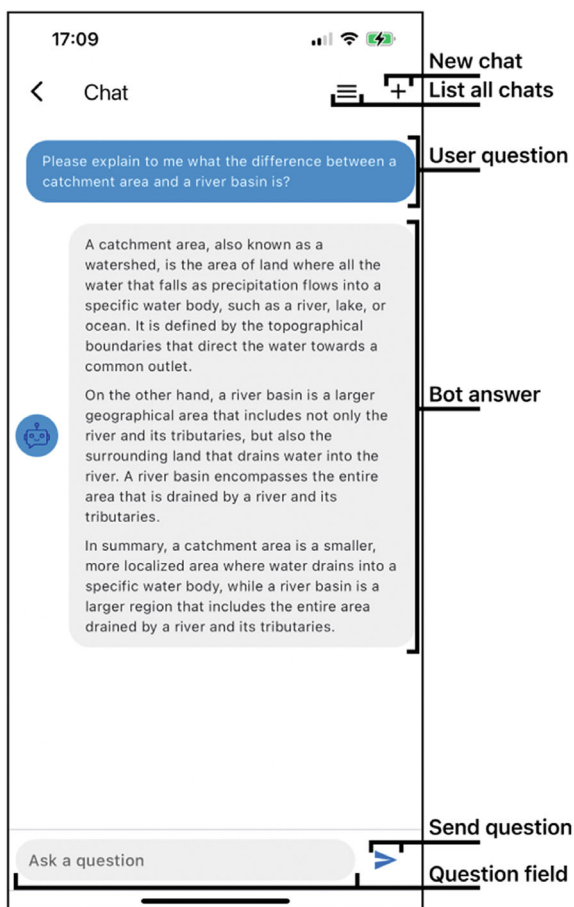 17:09
Chat
New chat
List all chats
Please explain to me what the difference between a
catchment area and a river basin is?
User question
A catchment area, also known as a
watershed, is the area of land where all the
water that falls as precipitation flows into a
specific water body, such as a river, lake, or
ocean. It is defined by the topographical
boundaries that direct the water towards a
common outlet.
On the other hand, a river basin is a larger
geographical area that includes not only the
river and its tributaries, but also the
surrounding land that drains water into the
river. A river basin encompasses the entire
area that is drained by a river and its
tributaries.
In summary, a catchment area is a smaller,
more localized area where water drains into a
specific water body, while a river basin is a
larger region that includes the entire area
drained by a river and its tributaries.
Bot answer
Send question
Ask a question
Question field